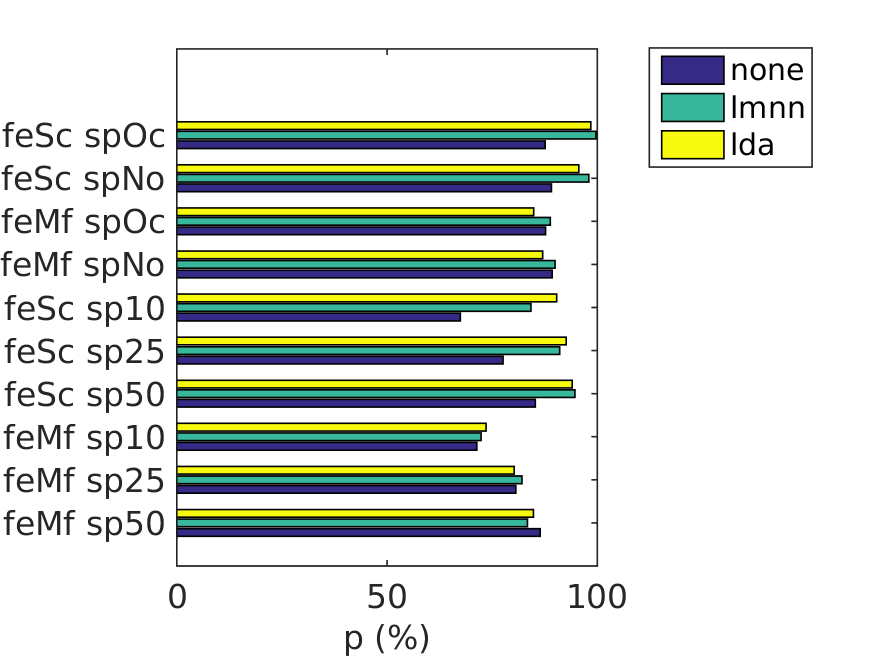 none
lmnn
lda
feSc spOc
feSc spNo
feMf spOc
feMf spNo
feSc sp10
feSc sp25
feSc sp50
feMf sp10
feMf sp25
feMf sp50
0 50 100
p (%)